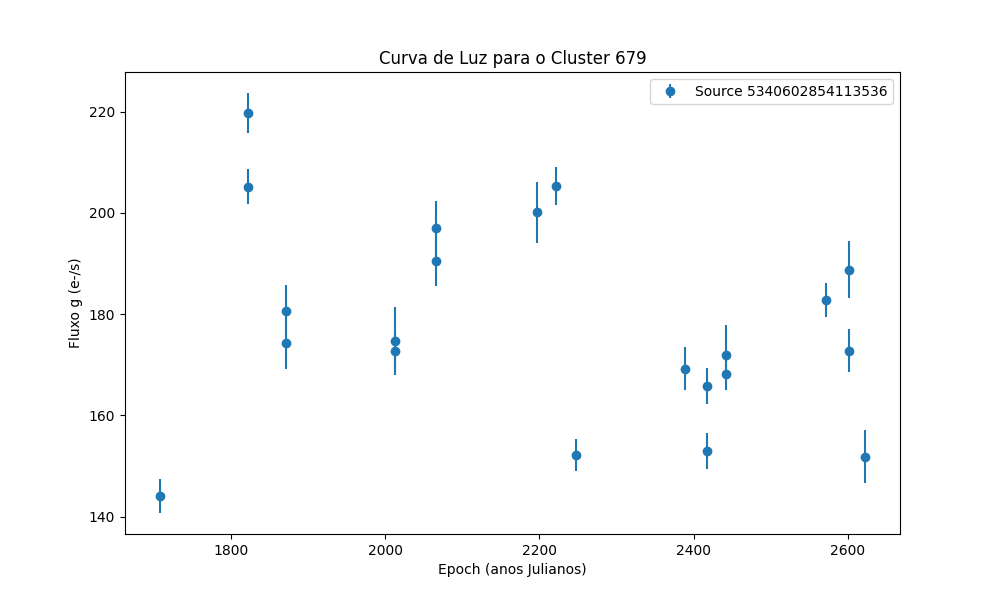 Curva de Luz para o Cluster 679
Source 5340602854113536
Fluxo g (e-/s)
220
200
180
160
140
1800
2000
2200
2400
2600
Epoch (anos Julianos)